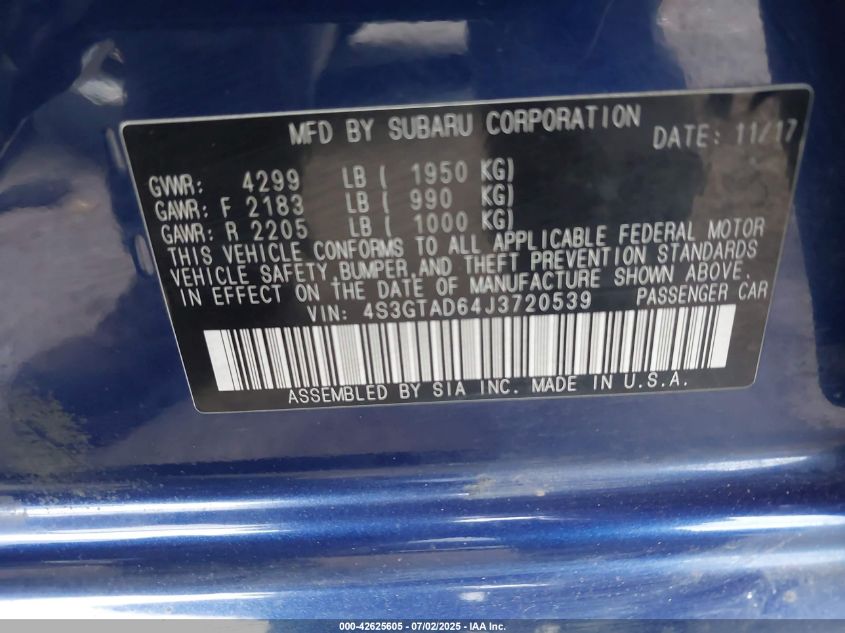 MFD BY SUBARU CORPORATION DATE: 11/17
GVWR: 4299 LB ( 1950 KG)
GAWR: F 2183 LB ( 990 KG)
GAWR: R 2205 LB ( 1000 KG)
THIS VEHICLE CONFORMS TO ALL APPLICABLE FEDERAL MOTOR
VEHICLE SAFETY, BUMPER, AND THEFT PREVENTION STANDARDS
IN EFFECT ON THE DATE OF MANUFACTURE SHOWN ABOVE.
VIN: 4S3GTAD64J3720539 PASSENGER CAR
ASSEMBLED BY SIA INC. MADE IN U.S.A.
000-42625605 - 07/02/2025 - IAA Inc.